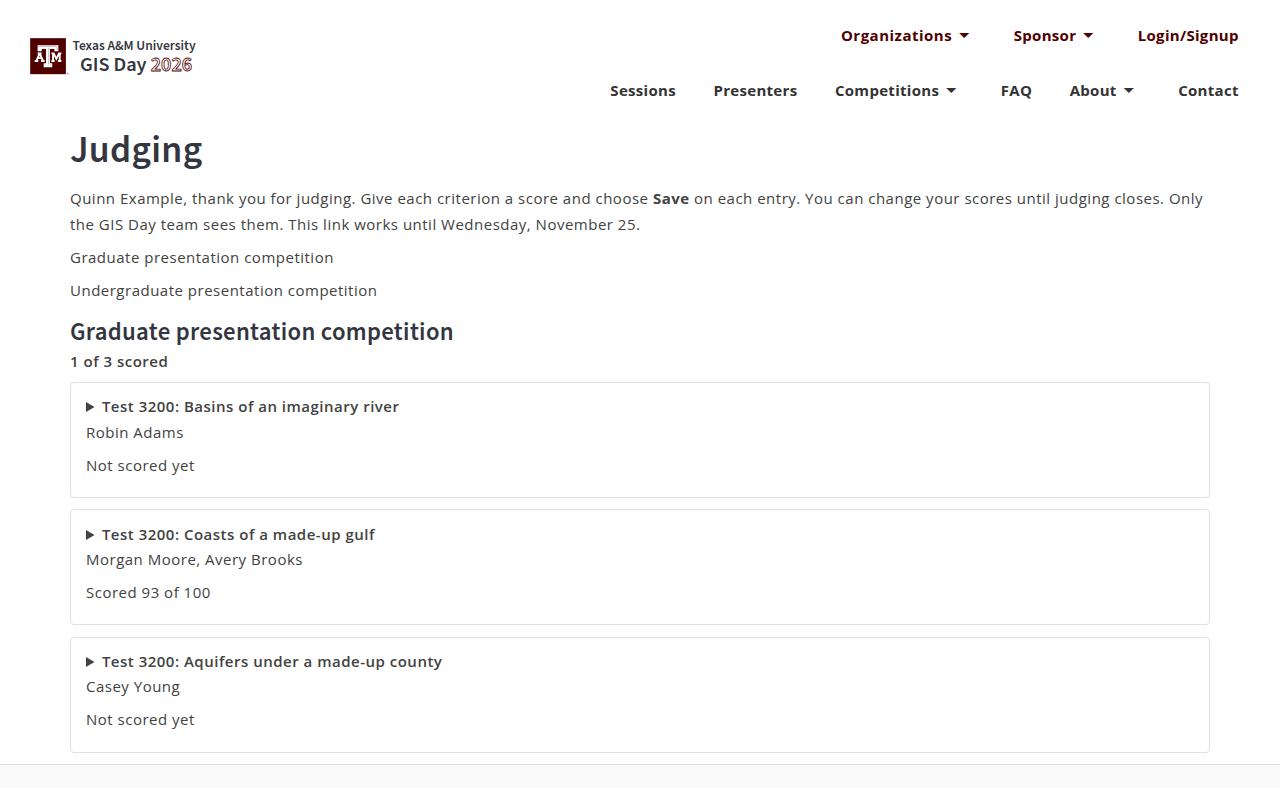 Organizations Sponsor Login/Signup
Texas A&M University
GIS Day 2026
Sessions Presenters Competitions FAQ About Contact
Judging
Quinn Example, thank you for judging. Give each criterion a score and choose Save on each entry. You can change your scores until judging closes. Only
the GIS Day team sees them. This link works until Wednesday, November 25.
Graduate presentation competition
Undergraduate presentation competition
Graduate presentation competition
1 of 3 scored
Test 3200: Basins of an imaginary river
Robin Adams
Not scored yet
Test 3200: Coasts of a made-up gulf
Morgan Moore, Avery Brooks
Scored 93 of 100
Test 3200: Aquifers under a made-up county
Casey Young
Not scored yet